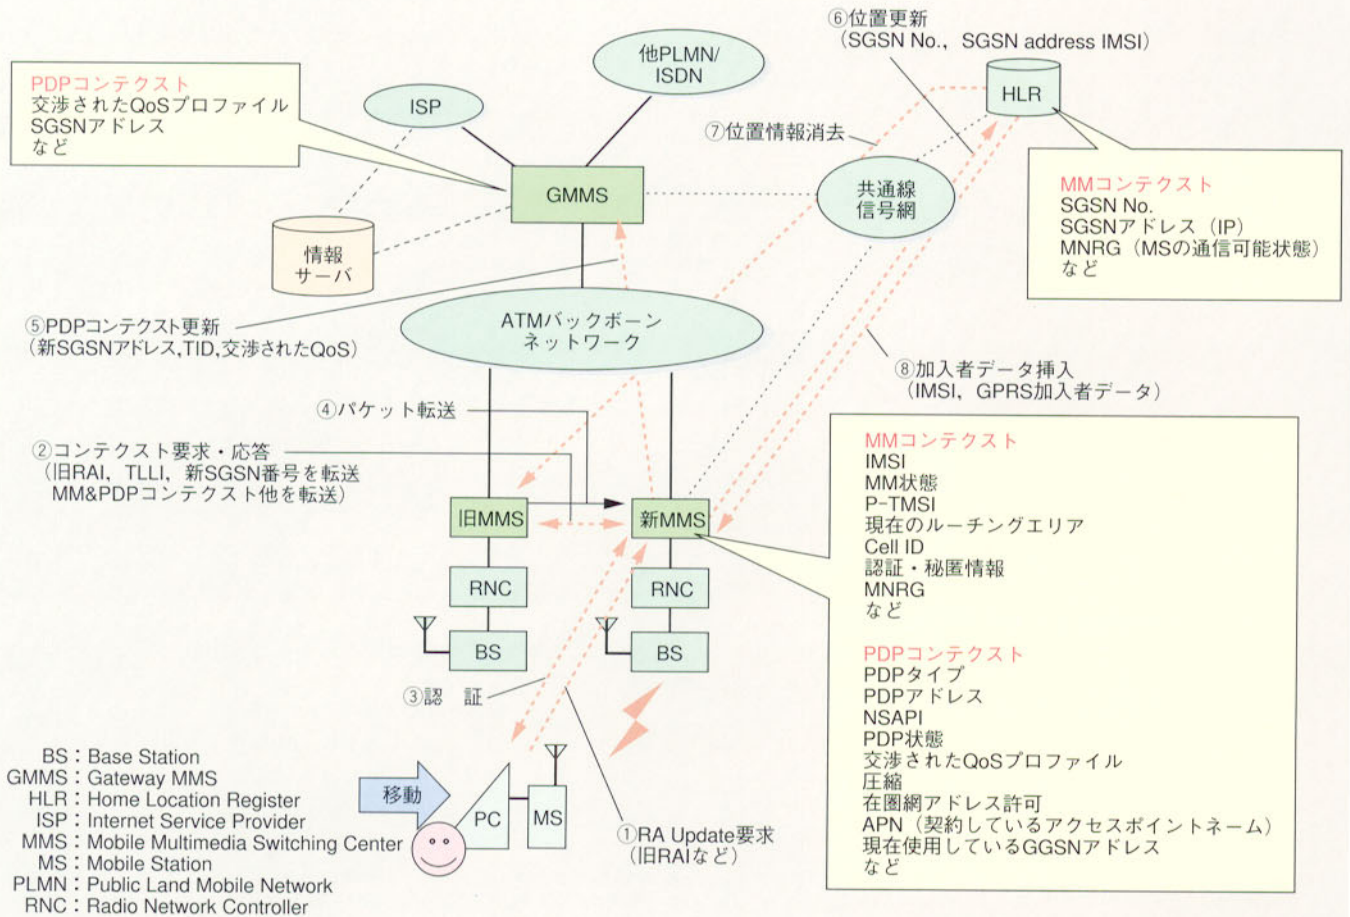 ⑥位置更新
（SGSN No.，SGSN address IMSI）
他PLMN/
ISDN
PDPコンテクスト
交渉されたQoSプロファイル
SGSNアドレス
など
ISP
HLR
⑦位置情報消去
GMMS
共通線
信号網
MMコンテクスト
SGSN No.
SGSNアドレス（IP）
MNRG（MSの通信可能状態）
など
情報
サーバ
⑤PDPコンテクスト更新
（新SGSNアドレス,TID,交渉されたQoS）
ATMバックボーン
ネットワーク
⑧加入者データ挿入
（IMSI，GPRS加入者データ）
④パケット転送
②コンテクスト要求・応答
（旧RAI，TLLI，新SGSN番号を転送
MM&PDPコンテクスト他を転送）
旧MMS
新MMS
RNC
RNC
BS
BS
MMコンテクスト
IMSI
MM状態
P-TMSI
現在のルーチングエリア
Cell ID
認証・秘匿情報
MNRG
など
PDPコンテクスト
PDPタイプ
PDPアドレス
NSAPI
PDP状態
交渉されたQoSプロファイル
圧縮
在圏網アドレス許可
APN（契約しているアクセスポイントネーム）
現在使用しているGGSNアドレス
など
③認　証
移動
PC
MS
①RA Update要求
（旧RAIなど）
BS：Base Station
GMMS：Gateway MMS
HLR：Home Location Register
ISP：Internet Service Provider
MMS：Mobile Multimedia Switching Center
MS：Mobile Station
PLMN：Public Land Mobile Network
RNC：Radio Network Controller